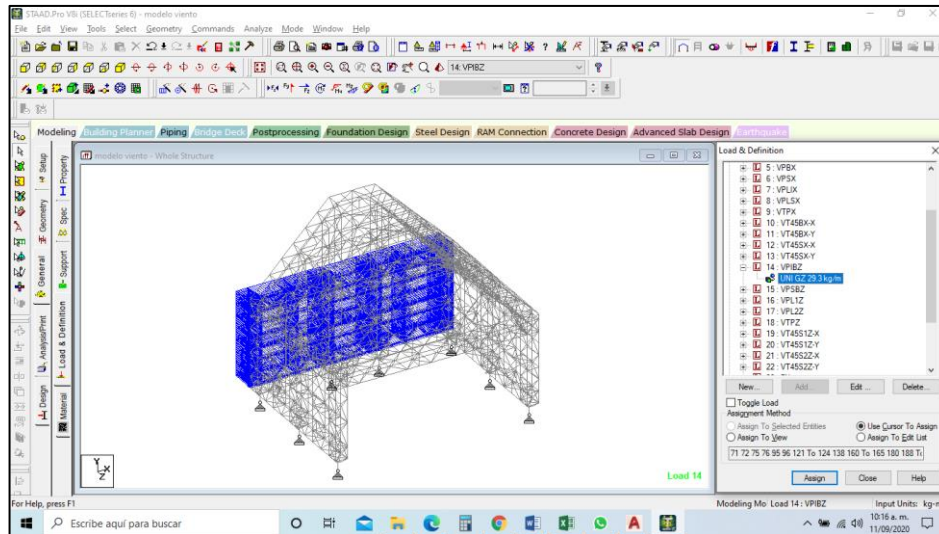 STAAD.Pro V8i (SELECTseries 6) - modelo viento
File Edit View Tools Select Geometry Commands Analyze Mode Window Help
14: VPIBZ
Modeling Building Planner Piping Bridge Deck Postprocessing Foundation Design Steel Design RAM Connection Concrete Design Advanced Slab Design Earthquake
modelo viento - Whole Structure
Setup
Geometry
General
Analysis/Print
Design
Property
Spec
Support
Load & Definition
Material
Y
X
Z
Load 14
Load & Definition
5 : VPBX
6 : VPSX
7 : VPLIX
8 : VPLSX
9 : VTPX
10 : VT45BX-X
11 : VT45BX-Y
12 : VT45SX-X
13 : VT45SX-Y
14 : VPIBZ
UNI GZ 29.3 kg/m
15 : VPSBZ
16 : VPL1Z
17 : VPL2Z
18 : VTPZ
19 : VT45S1Z-X
20 : VT45S1Z-Y
21 : VT45S2Z-X
22 : VT45S2Z-Y
New... Add... Edit ... Delete...
Toggle Load
Assignment Method
Assign To Selected Entities Use Cursor To Assign
Assign To View Assign To Edit List
71 72 75 76 95 96 121 To 124 138 160 To 165 180 188 To
Assign Close Help
For Help, press F1 Modeling Mo Load 14 : VPIBZ Input Units: kg-m
Escribe aquí para buscar
10:16 a. m.
11/09/2020